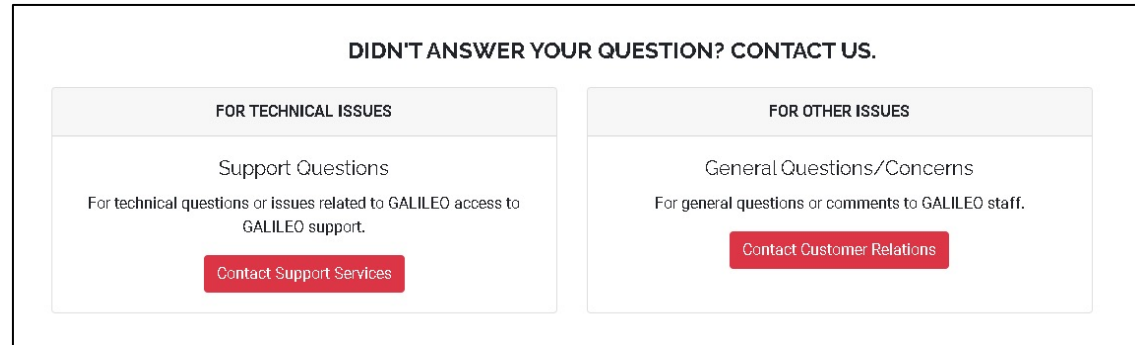 DIDN'T ANSWER YOUR QUESTION? CONTACT US.
FOR TECHNICAL ISSUES
Support Questions
For technical questions or issues related to GALILEO access to
GALILEO support.
Contact Support Services
FOR OTHER ISSUES
General Questions/Concerns
For general questions or comments to GALILEO staff.
Contact Customer Relations